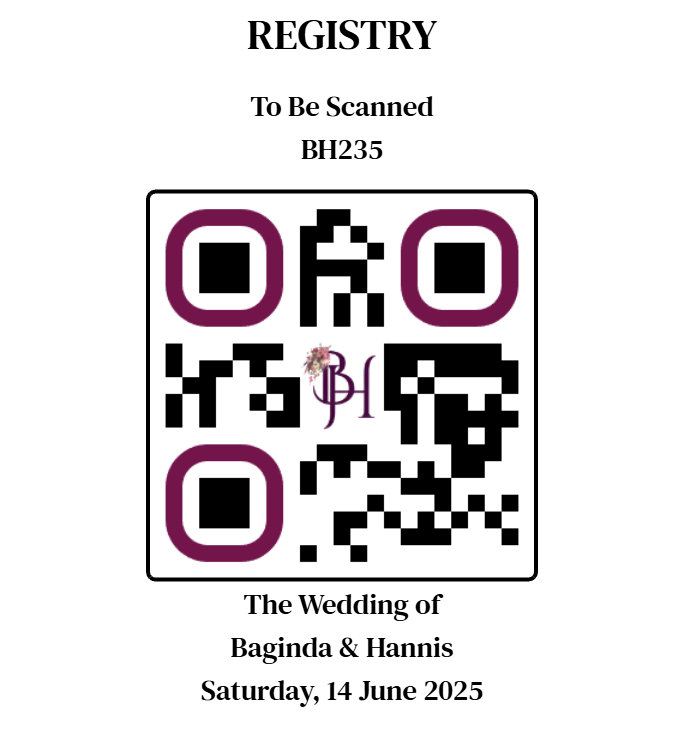 REGISTRY
To Be Scanned
BH235
BH
The Wedding of
Baginda & Hannis
Saturday, 14 June 2025